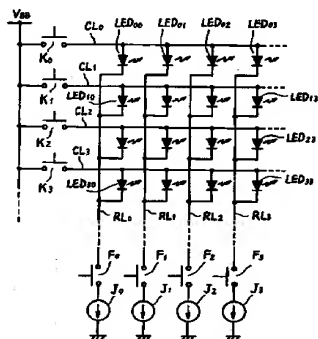 VBB
CL0 LED00 LED01 LED02 LED03
K0 CL1
LED10 LED13
K1 CL2
K2 LED23
CL3
K3 LED30 LED33
RL0 RL1 RL2 RL3
F0 F1 F2 F3
J0 J1 J2 J3